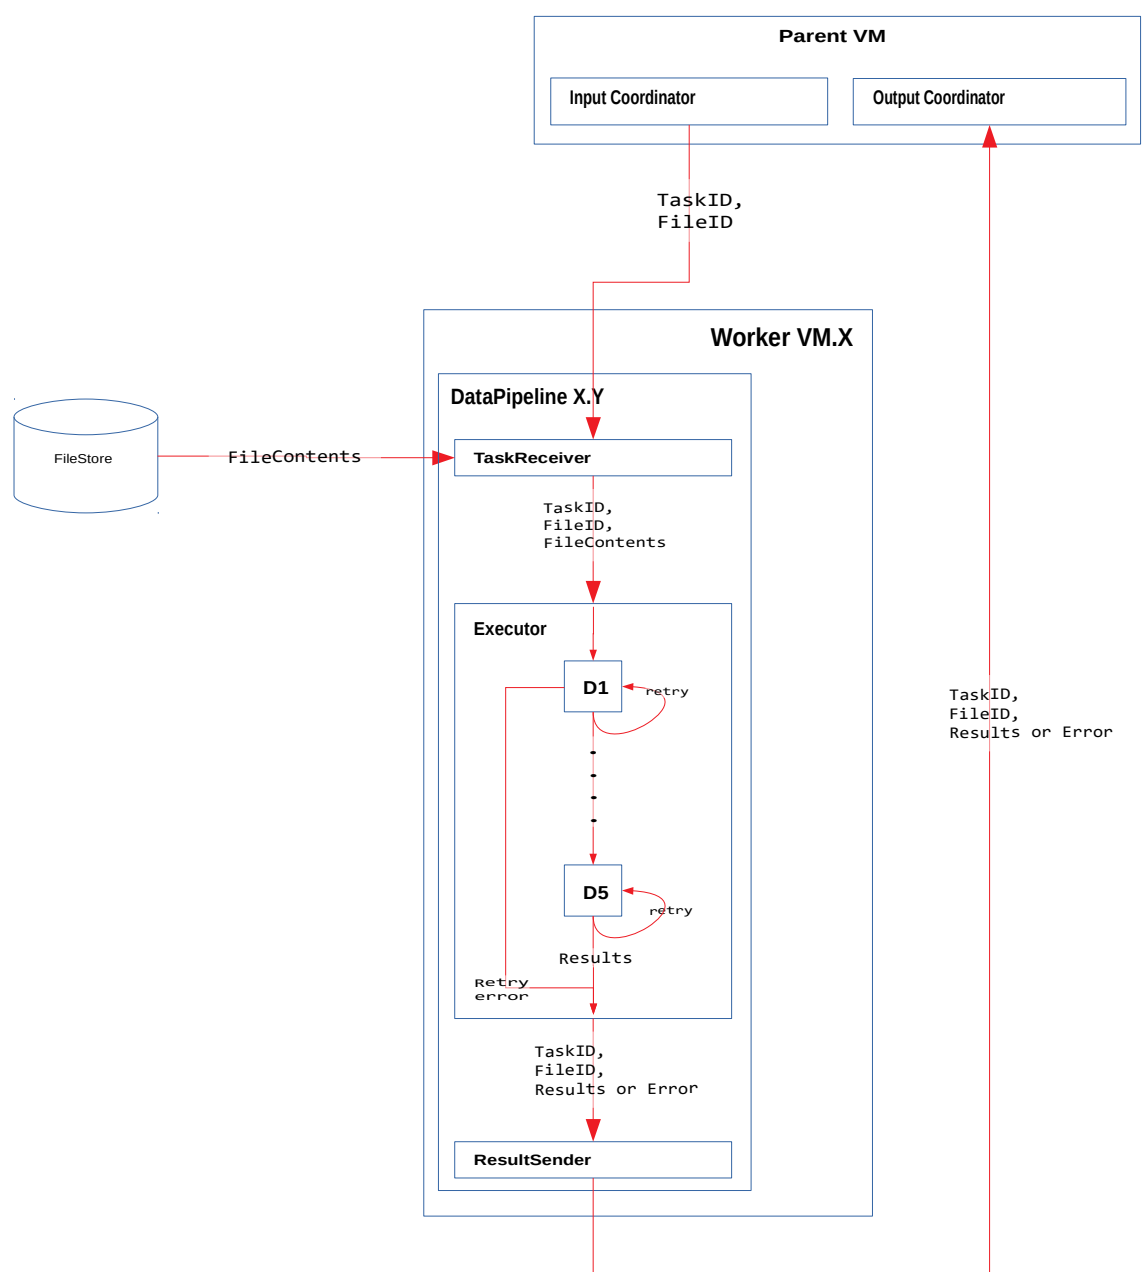 Parent VM
Input Coordinator
Output Coordinator
TaskID,
FileID
Worker VM.X
DataPipeline X.Y
FileStore
FileContents
TaskReceiver
TaskID,
FileID,
FileContents
Executor
D1
retry
TaskID,
FileID,
Results or Error
D5
retry
Results
Retry
error
TaskID,
FileID,
Results or Error
ResultSender